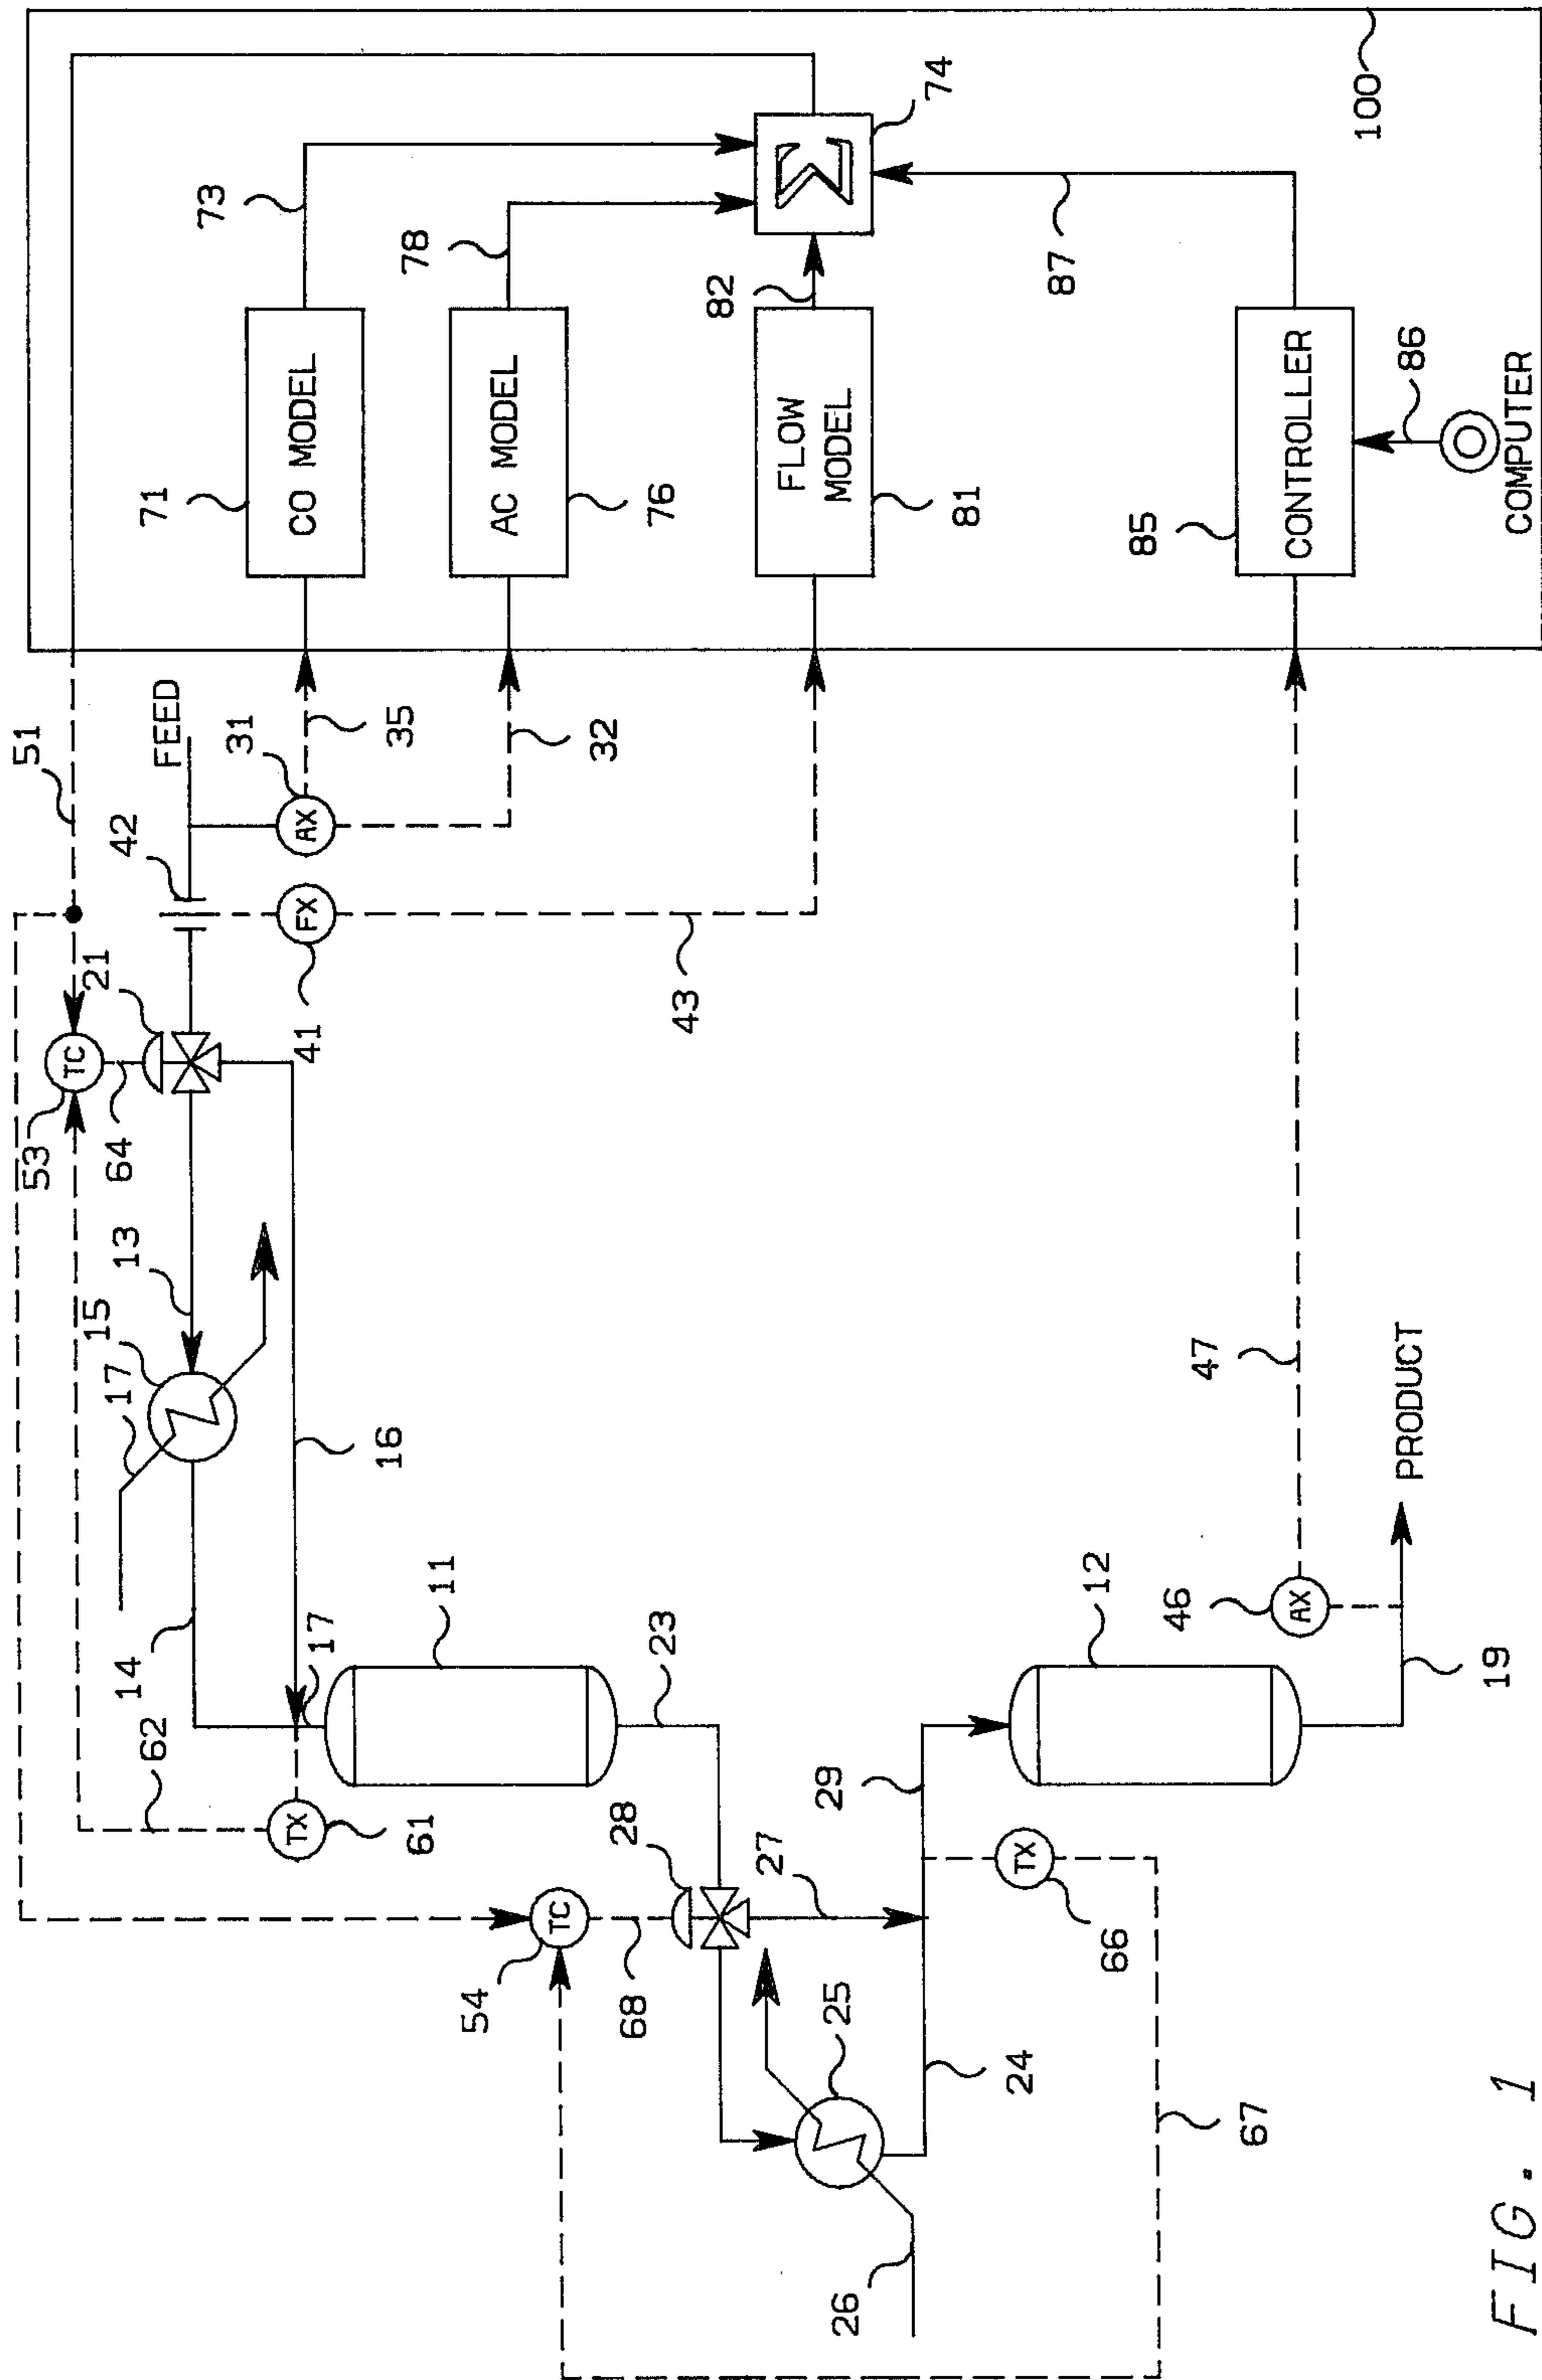 51
FEED
42
31
AX
35
32
FX
41
43
21
TC
53
64
13
15
17
16
14
62
17
TX
61
11
23
28
27
TC
54
68
25
24
26
29
TX
66
67
12
AX
46
47
19
PRODUCT
73
71
CO MODEL
78
AC MODEL
76
82
FLOW
MODEL
81
Σ
74
87
85
CONTROLLER
86
COMPUTER
100
FIG. 1